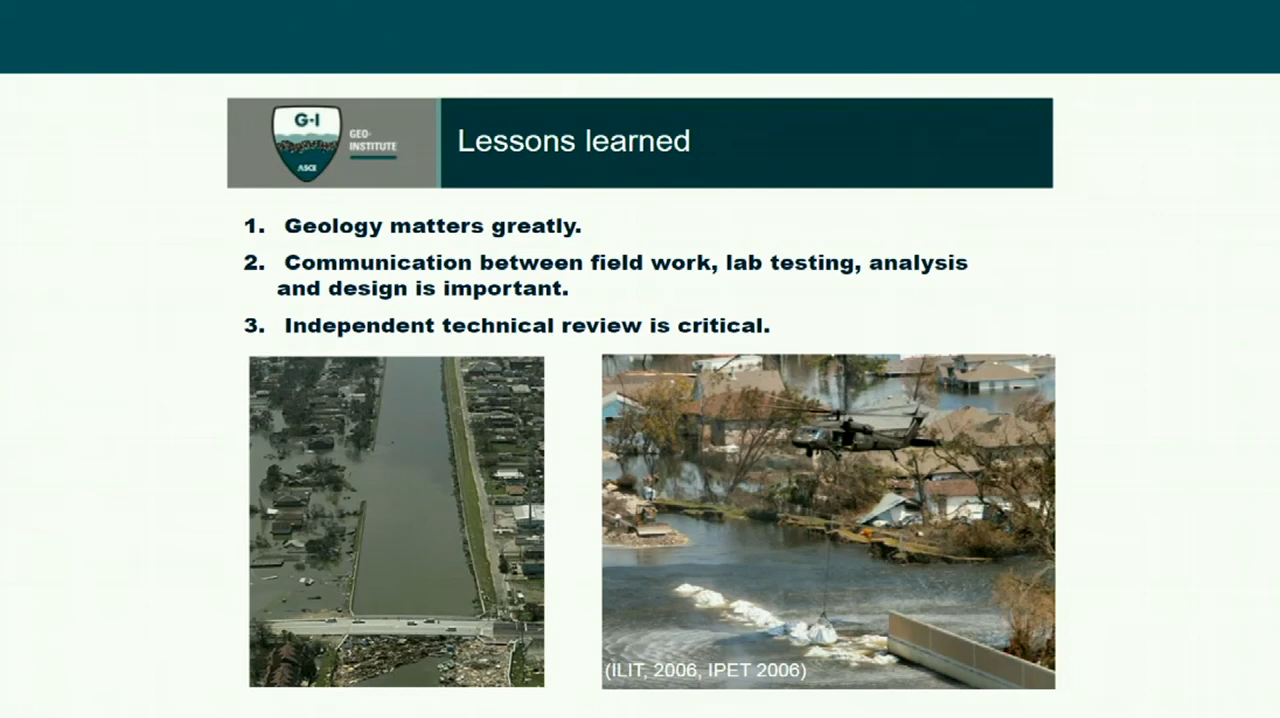 G-I
GEO-
INSTITUTE
ASCE
Lessons learned
1. Geology matters greatly.
2. Communication between field work, lab testing, analysis
and design is important.
3. Independent technical review is critical.
(ILIT, 2006, IPET 2006)